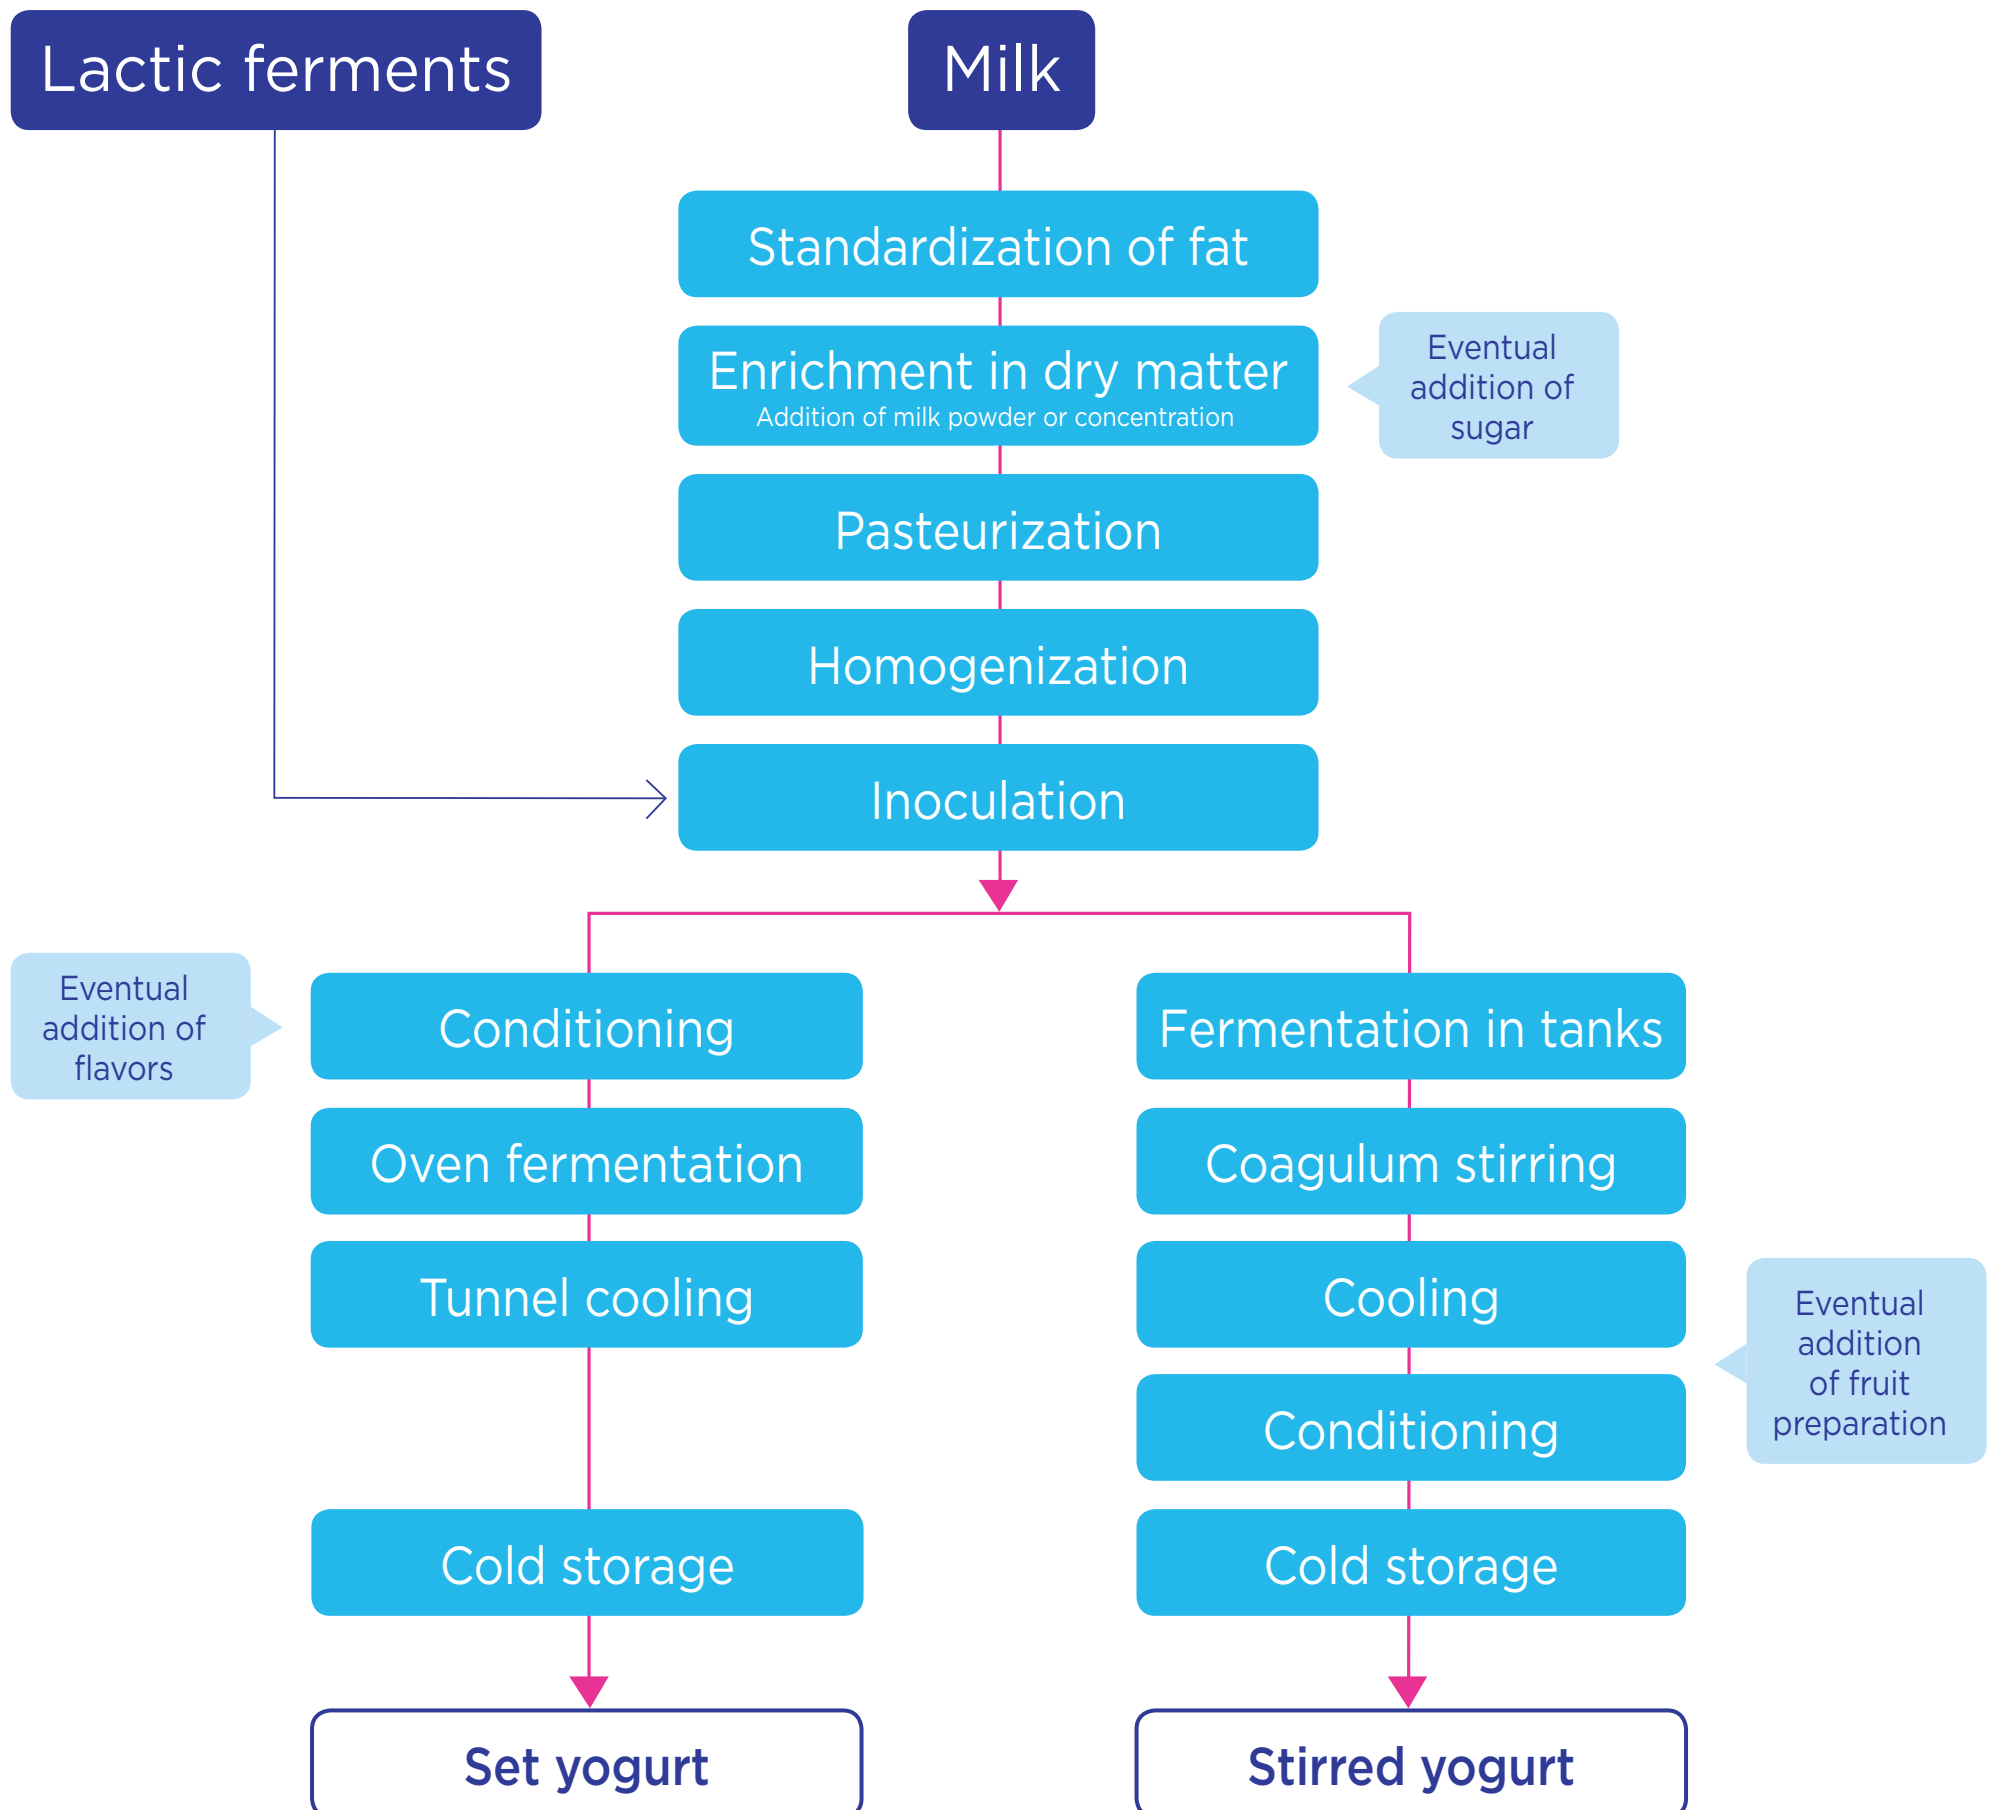 Lactic ferments
Milk
Standardization of fat
Enrichment in dry matter
Addition of milk powder or concentration
Eventual
addition of
sugar
Pasteurization
Homogenization
Inoculation
Eventual
addition of
flavors
Conditioning
Oven fermentation
Tunnel cooling
Cold storage
Set yogurt
Fermentation in tanks
Coagulum stirring
Cooling
Conditioning
Eventual
addition
of fruit
preparation
Cold storage
Stirred yogurt